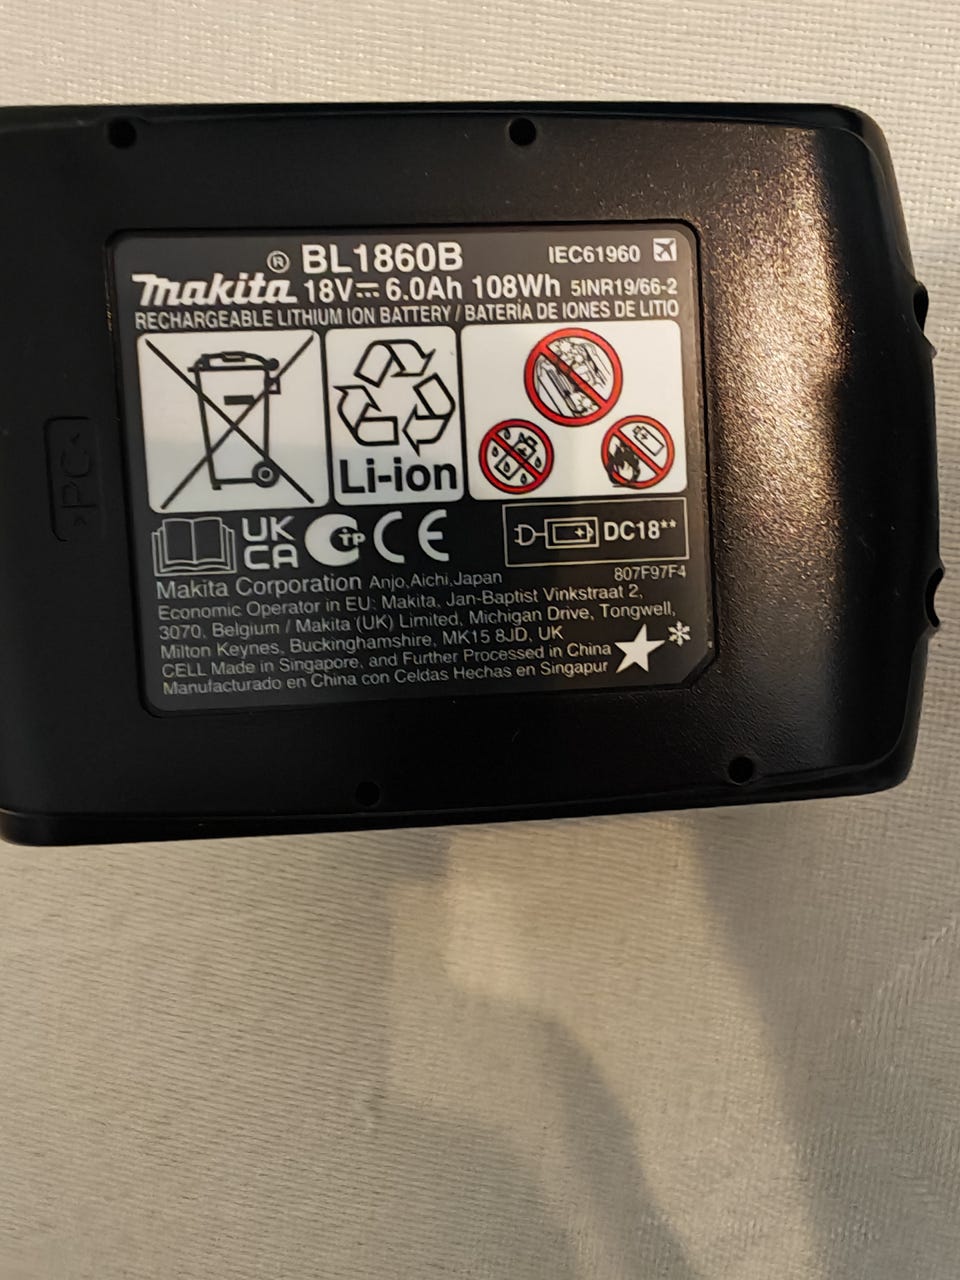 ® BL1860B IEC61960
makita 18V 6.0Ah 108Wh 5INR19/66-2
RECHARGEABLE LITHIUM ION BATTERY / BATERÍA DE IONES DE LITIO
Li-ion
UK
CA
CE
DC18**
Makita Corporation Anjo,Aichi,Japan
807F97F4
Economic Operator in EU: Makita, Jan-Baptist Vinkstraat 2,
3070, Belgium / Makita (UK) Limited, Michigan Drive, Tongwell,
Milton Keynes, Buckinghamshire, MK15 8JD, UK
CELL Made in Singapore, and Further Processed in China
Manufacturado en China con Celdas Hechas en Singapur
>PC<